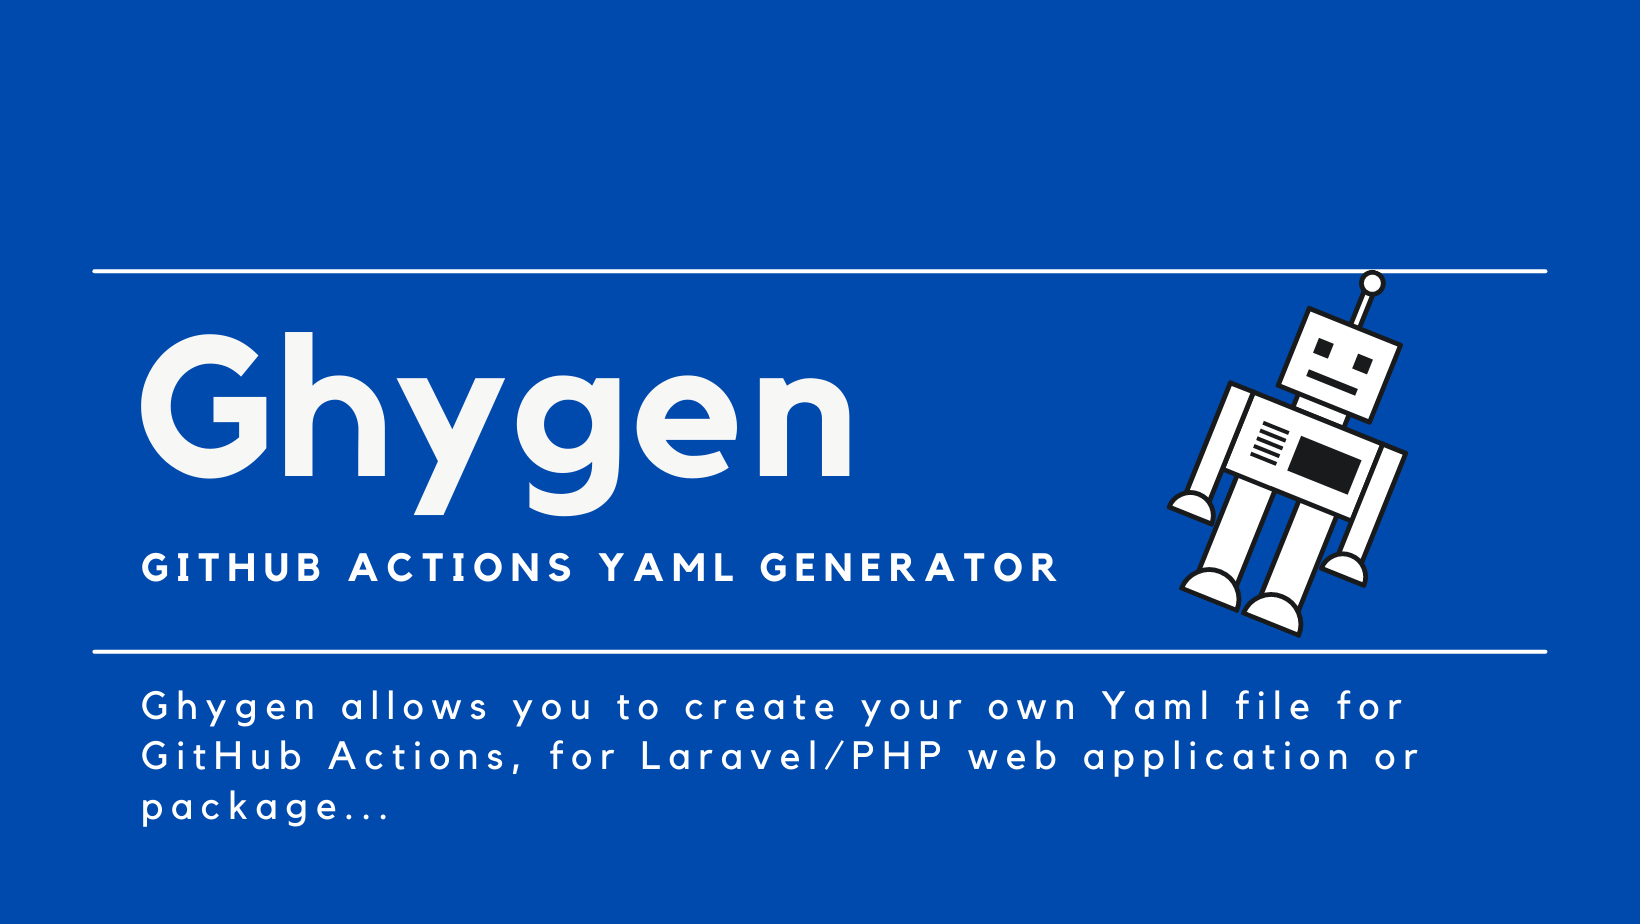 Ghygen
GITHUB ACTIONS YAML GENERATOR
Ghygen allows you to create your own Yaml file for
GitHub Actions, for Laravel/PHP web application or
package...